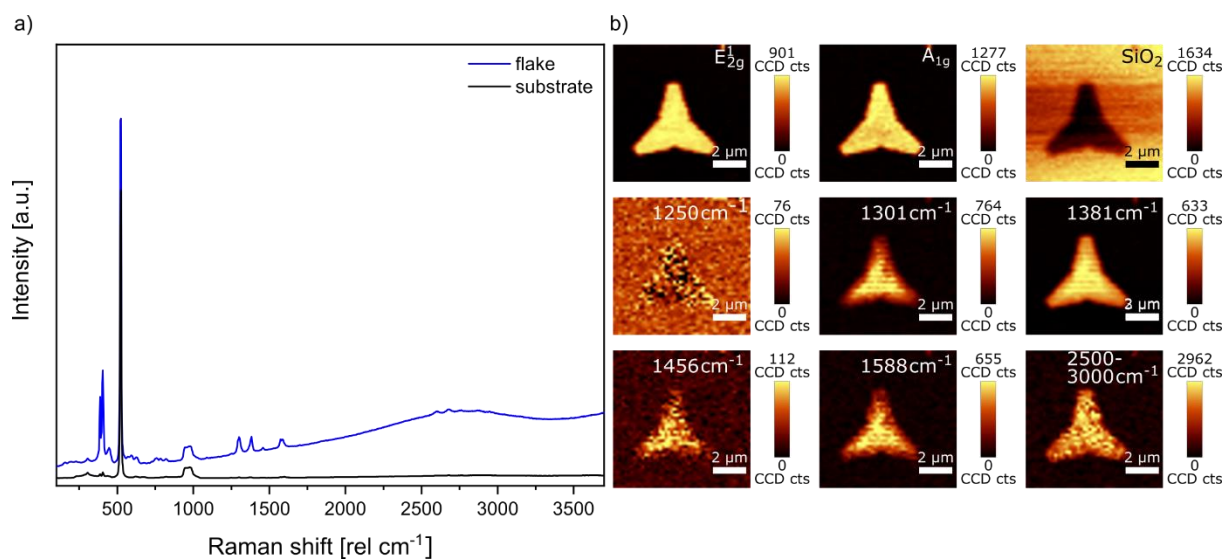 a)
flake
substrate
Intensity [a.u.]
500 1000 1500 2000 2500 3000 3500
Raman shift [rel cm⁻¹]
b)
E¹₂g
2 μm
901
CCD cts
0
CCD cts
A₁g
2 μm
1277
CCD cts
0
CCD cts
SiO₂
2 μm
1634
CCD cts
0
CCD cts
1250cm⁻¹
2 μm
76
CCD cts
0
CCD cts
1301cm⁻¹
2 μm
764
CCD cts
0
CCD cts
1381cm⁻¹
μm
633
CCD cts
0
CCD cts
1456cm⁻¹
2 μm
112
CCD cts
0
CCD cts
1588cm⁻¹
2 μm
655
CCD cts
0
CCD cts
2500-
3000cm⁻¹
2 μm
2962
CCD cts
0
CCD cts